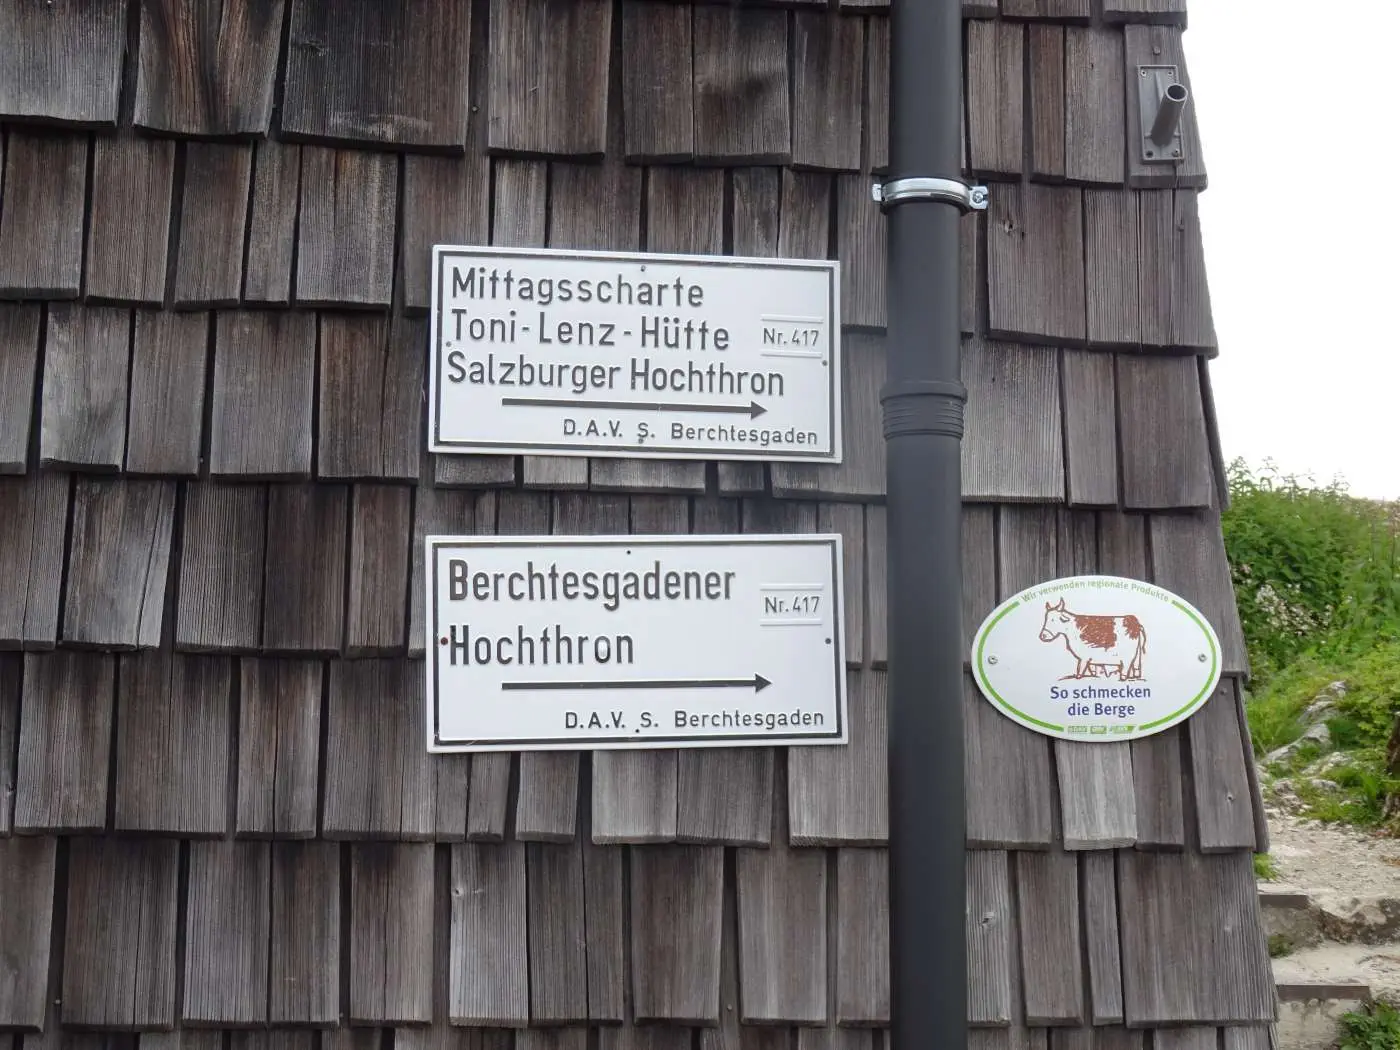 Mittagsscharte
Toni-Lenz-Hütte
Salzburger Hochthron
Nr. 417
D.A.V. S. Berchtesgaden
Berchtesgadener
Hochthron
Nr. 417
D.A.V. S. Berchtesgaden
Wir verwenden regionale Produkte
So schmecken
die Berge